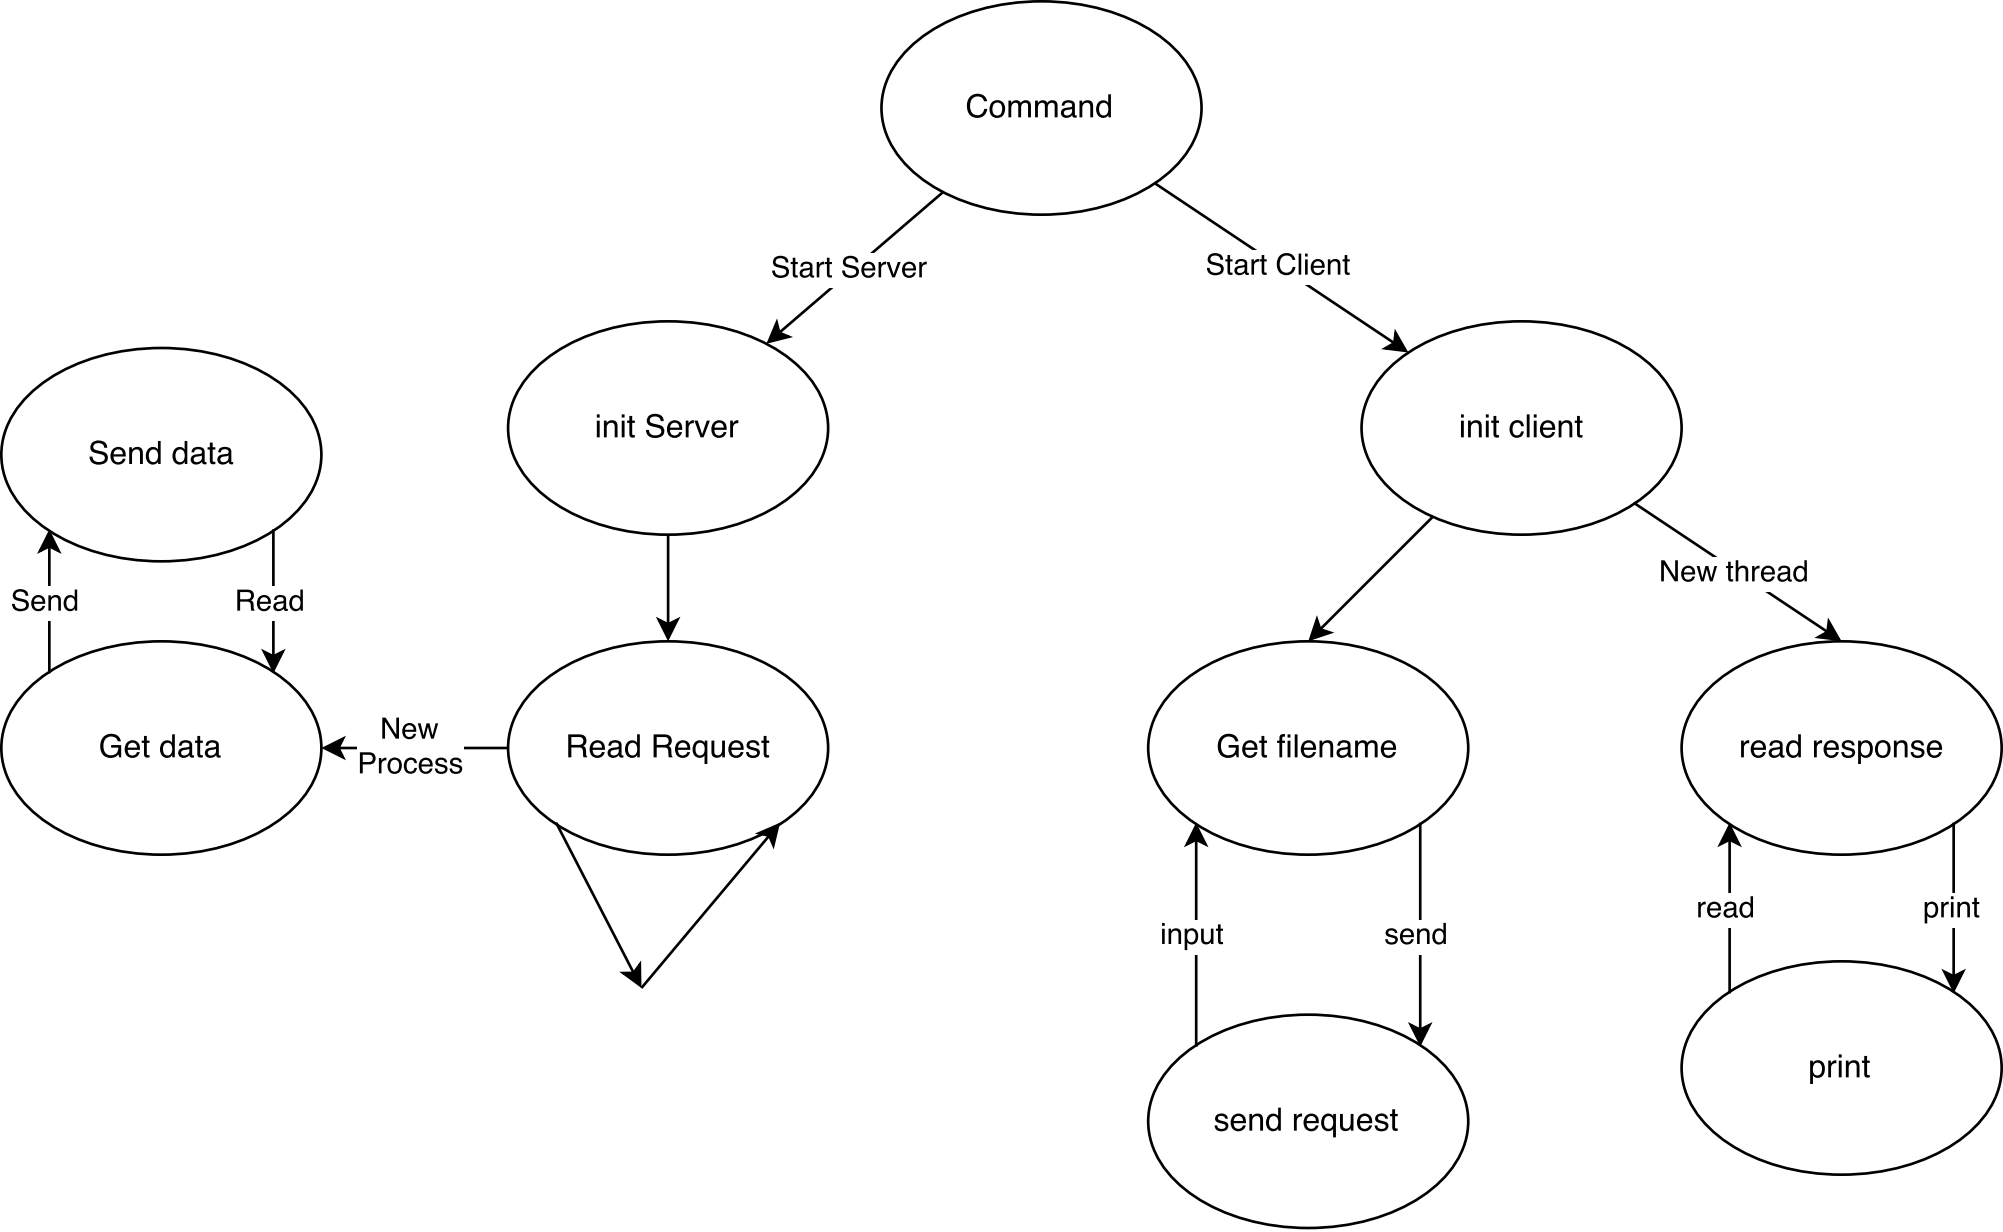 Command
Start Server
Start Client
init Server
init client
Send data
New thread
Send
Read
Get data
New
Process
Read Request
Get filename
read response
input
send
read
print
print
send request